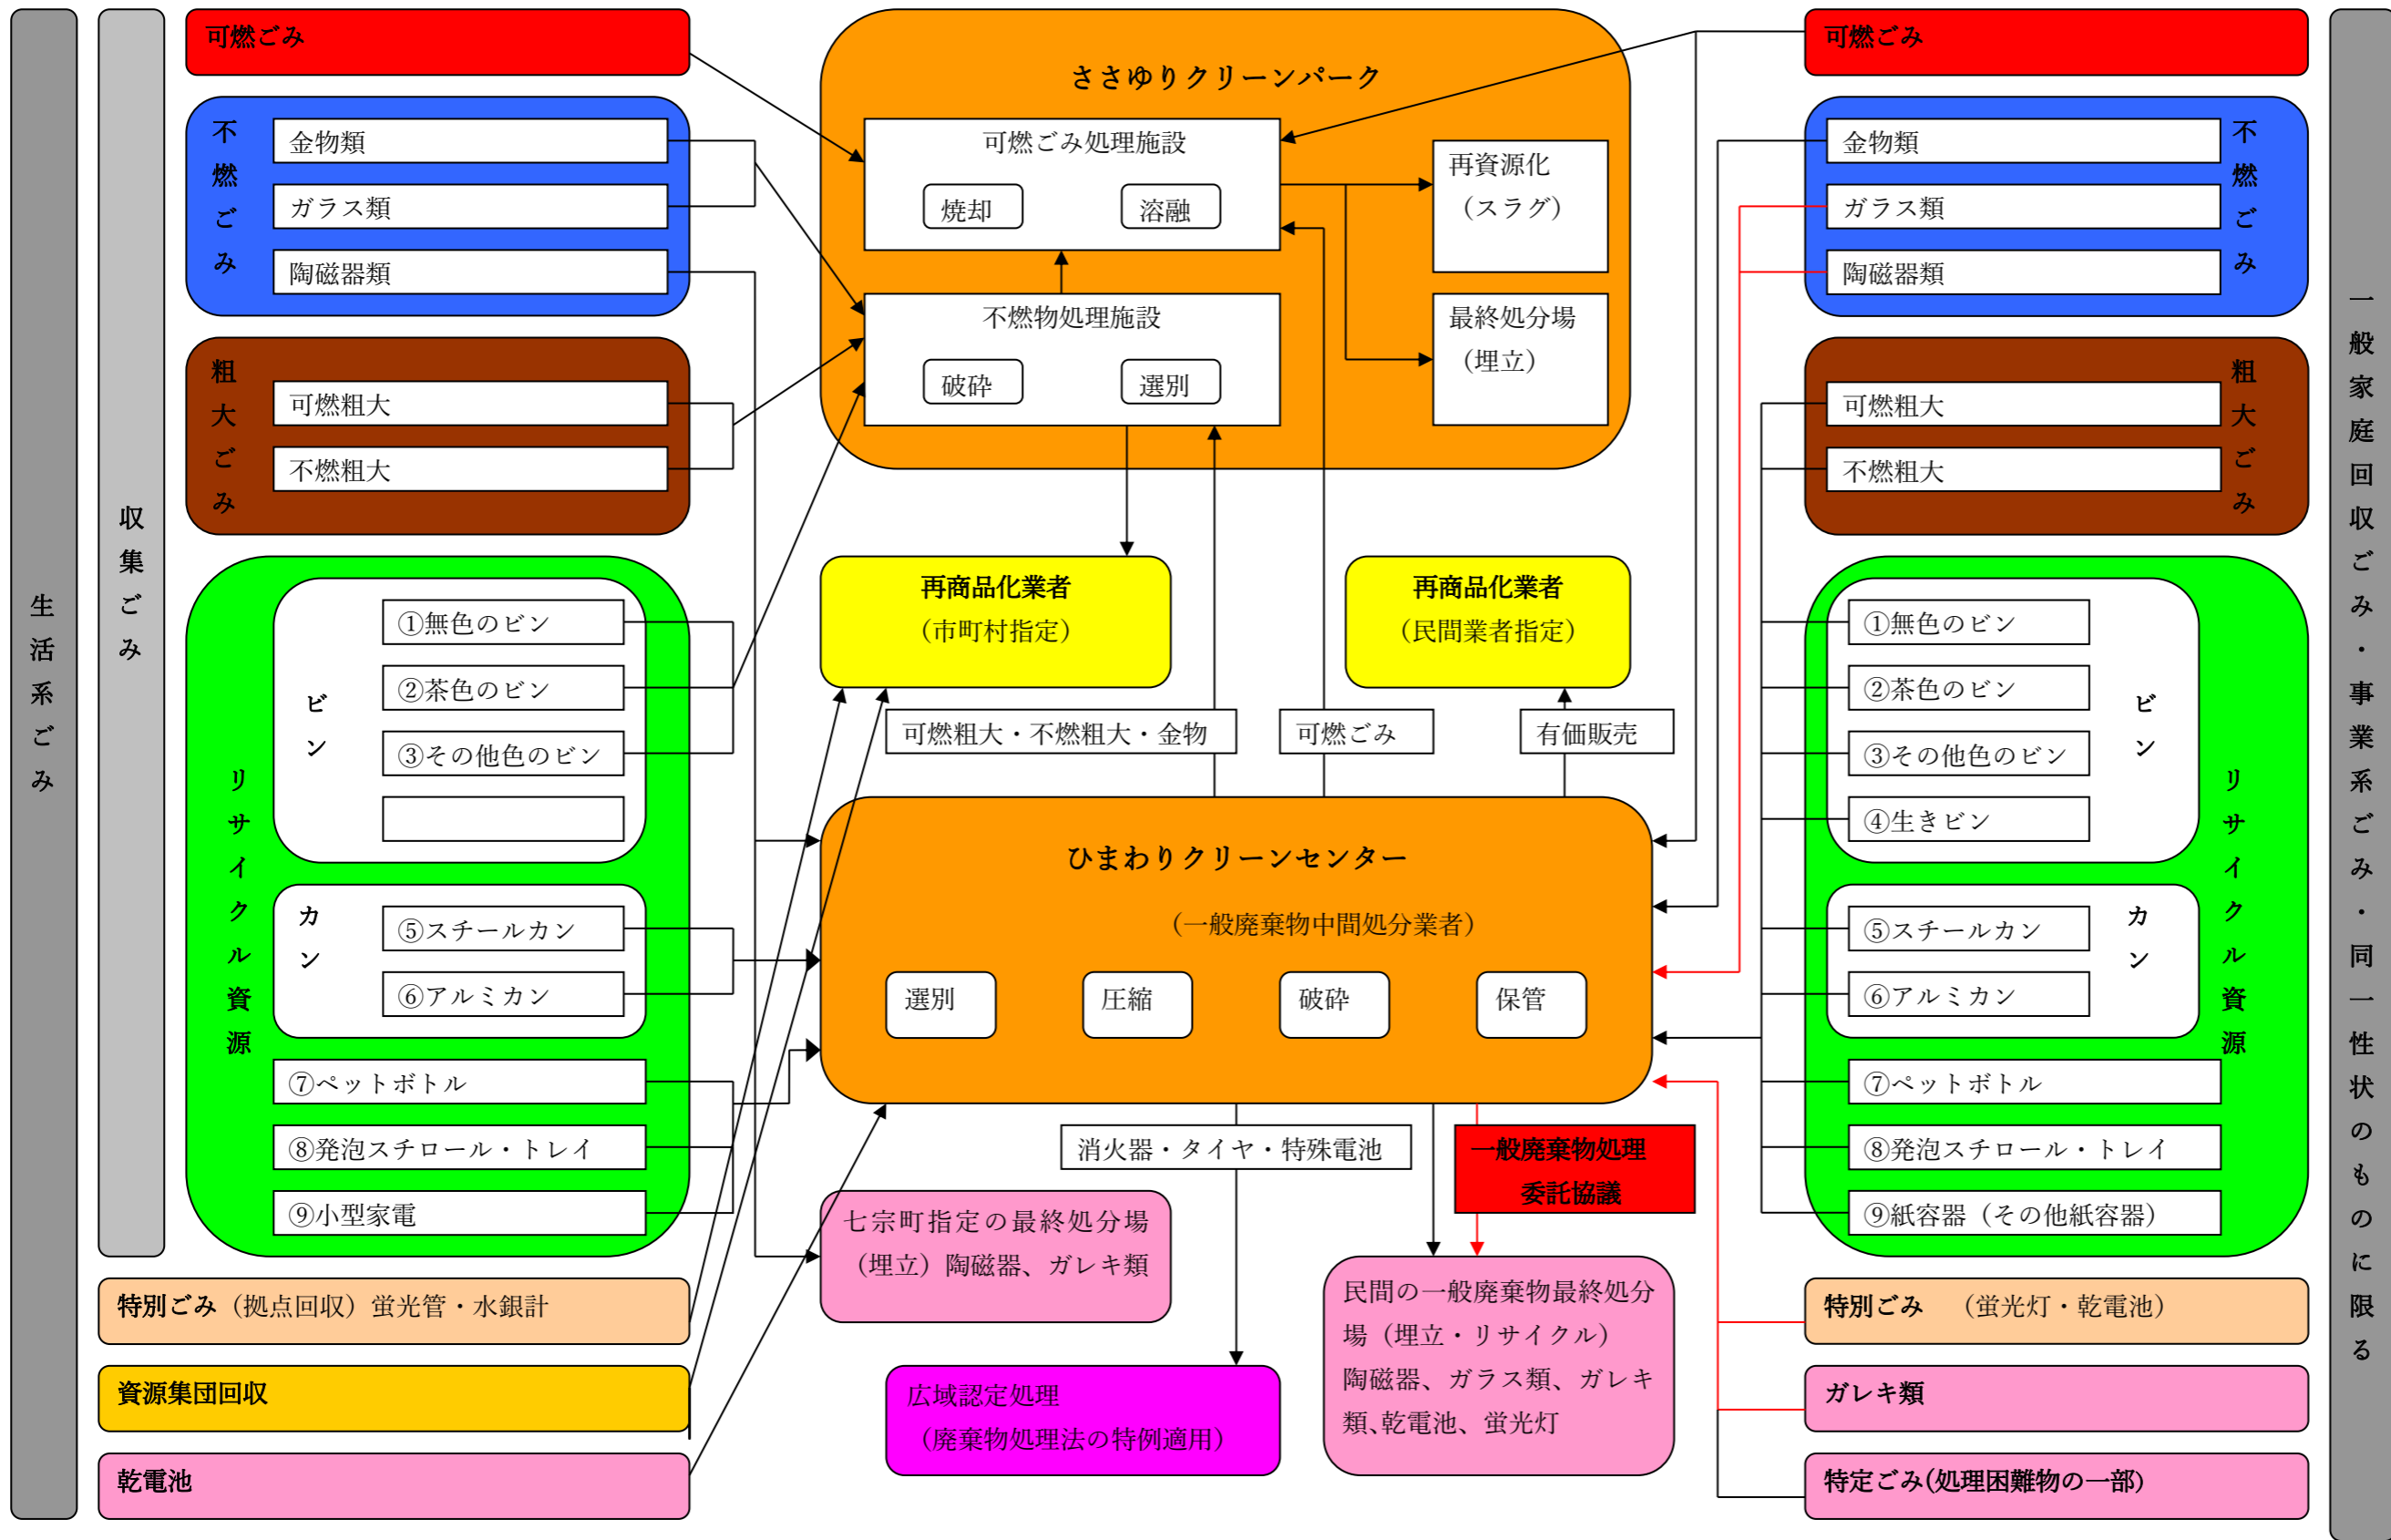 生活系ごみ
収集ごみ
可燃ごみ
不燃ごみ
金物類
ガラス類
陶磁器類
粗大ごみ
可燃粗大
不燃粗大
リサイクル資源
ビン
①無色のビン
②茶色のビン
③その他色のビン
カン
⑤スチールカン
⑥アルミカン
⑦ペットボトル
⑧発泡スチロール・トレイ
⑨小型家電
特別ごみ（拠点回収）蛍光管・水銀計
資源集団回収
乾電池
ささゆりクリーンパーク
可燃ごみ処理施設
焼却
溶融
再資源化
（スラグ）
不燃物処理施設
破砕
選別
最終処分場
（埋立）
再商品化業者
（市町村指定）
再商品化業者
（民間業者指定）
可燃粗大・不燃粗大・金物
可燃ごみ
有価販売
ひまわりクリーンセンター
（一般廃棄物中間処分業者）
選別
圧縮
破砕
保管
消火器・タイヤ・特殊電池
一般廃棄物処理
委託協議
七宗町指定の最終処分場
（埋立）陶磁器、ガレキ類
民間の一般廃棄物最終処分
場（埋立・リサイクル）
陶磁器、ガラス類、ガレキ
類、乾電池、蛍光灯
広域認定処理
（廃棄物処理法の特例適用）
可燃ごみ
不燃ごみ
金物類
ガラス類
陶磁器類
粗大ごみ
可燃粗大
不燃粗大
リサイクル資源
ビン
①無色のビン
②茶色のビン
③その他色のビン
④生きビン
カン
⑤スチールカン
⑥アルミカン
⑦ペットボトル
⑧発泡スチロール・トレイ
⑨紙容器（その他紙容器）
特別ごみ　（蛍光灯・乾電池）
ガレキ類
特定ごみ(処理困難物の一部)
一般家庭回収ごみ・事業系ごみ・同一性状のものに限る